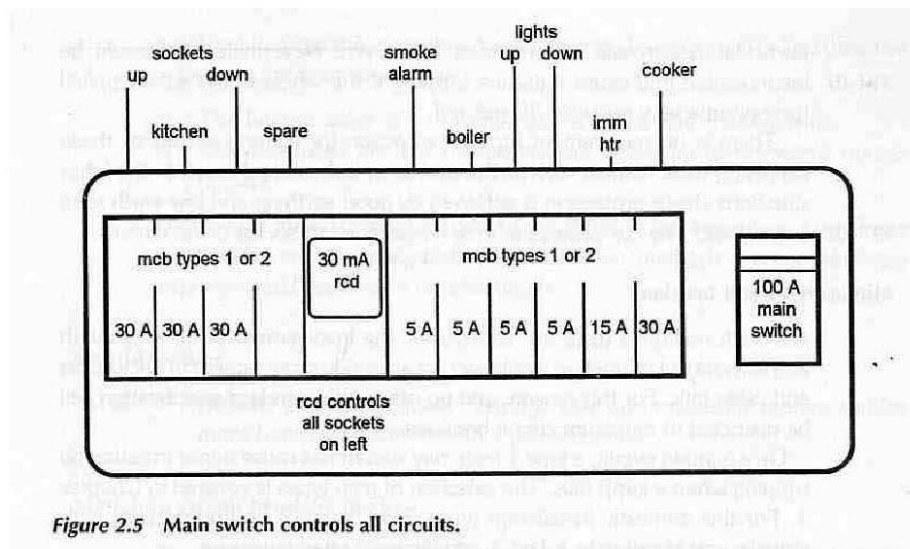 lights
sockets
smoke
up down
cooker
up
down
alarm
kitchen
spare
boiler
imm
htr
mcb types 1 or 2
30 mA
rcd
mcb types 1 or 2
100 A
main
switch
30 A 30 A 30 A
5 A 5 A 5 A 5 A 15 A 30 A
rcd controls
all sockets
on left
Figure 2.5 Main switch controls all circuits.